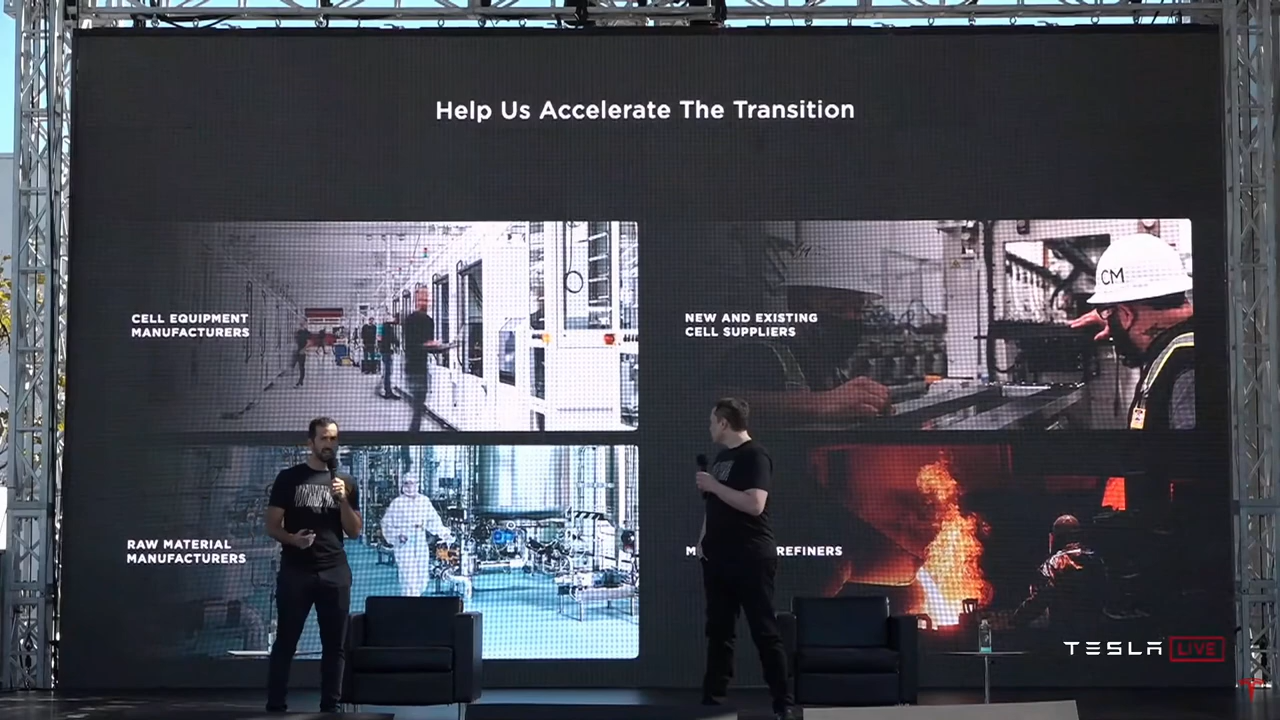 Help Us Accelerate The Transition
CELL EQUIPMENT
MANUFACTURERS
NEW AND EXISTING
CELL SUPPLIERS
CM
RAW MATERIAL
MANUFACTURERS
REFINERS
TESLA LIVE